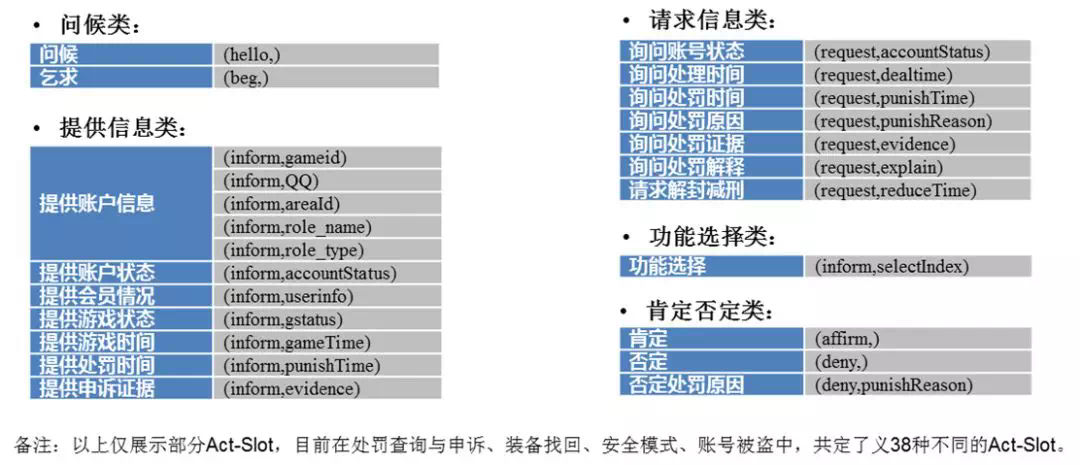 • 问候类：
问候 (hello,)
乞求 (beg,)
• 提供信息类：
提供账户信息 (inform,gameid)
(inform,QQ)
(inform,areaId)
(inform,role_name)
(inform,role_type)
提供账户状态 (inform,accountStatus)
提供会员情况 (inform,userinfo)
提供游戏状态 (inform,gstatus)
提供游戏时间 (inform,gameTime)
提供处罚时间 (inform,punishTime)
提供申诉证据 (inform,evidence)
• 请求信息类：
询问账号状态 (request,accountStatus)
询问处理时间 (request,dealtime)
询问处罚时间 (request,punishTime)
询问处罚原因 (request,punishReason)
询问处罚证据 (request,evidence)
询问处罚解释 (request,explain)
请求解封减刑 (request,reduceTime)
• 功能选择类：
功能选择 (inform,selectIndex)
• 肯定否定类：
肯定 (affirm,)
否定 (deny,)
否定处罚原因 (deny,punishReason)
备注：以上仅展示部分Act-Slot，目前在处罚查询与申诉、装备找回、安全模式、账号被盗中，共定了义38种不同的Act-Slot。